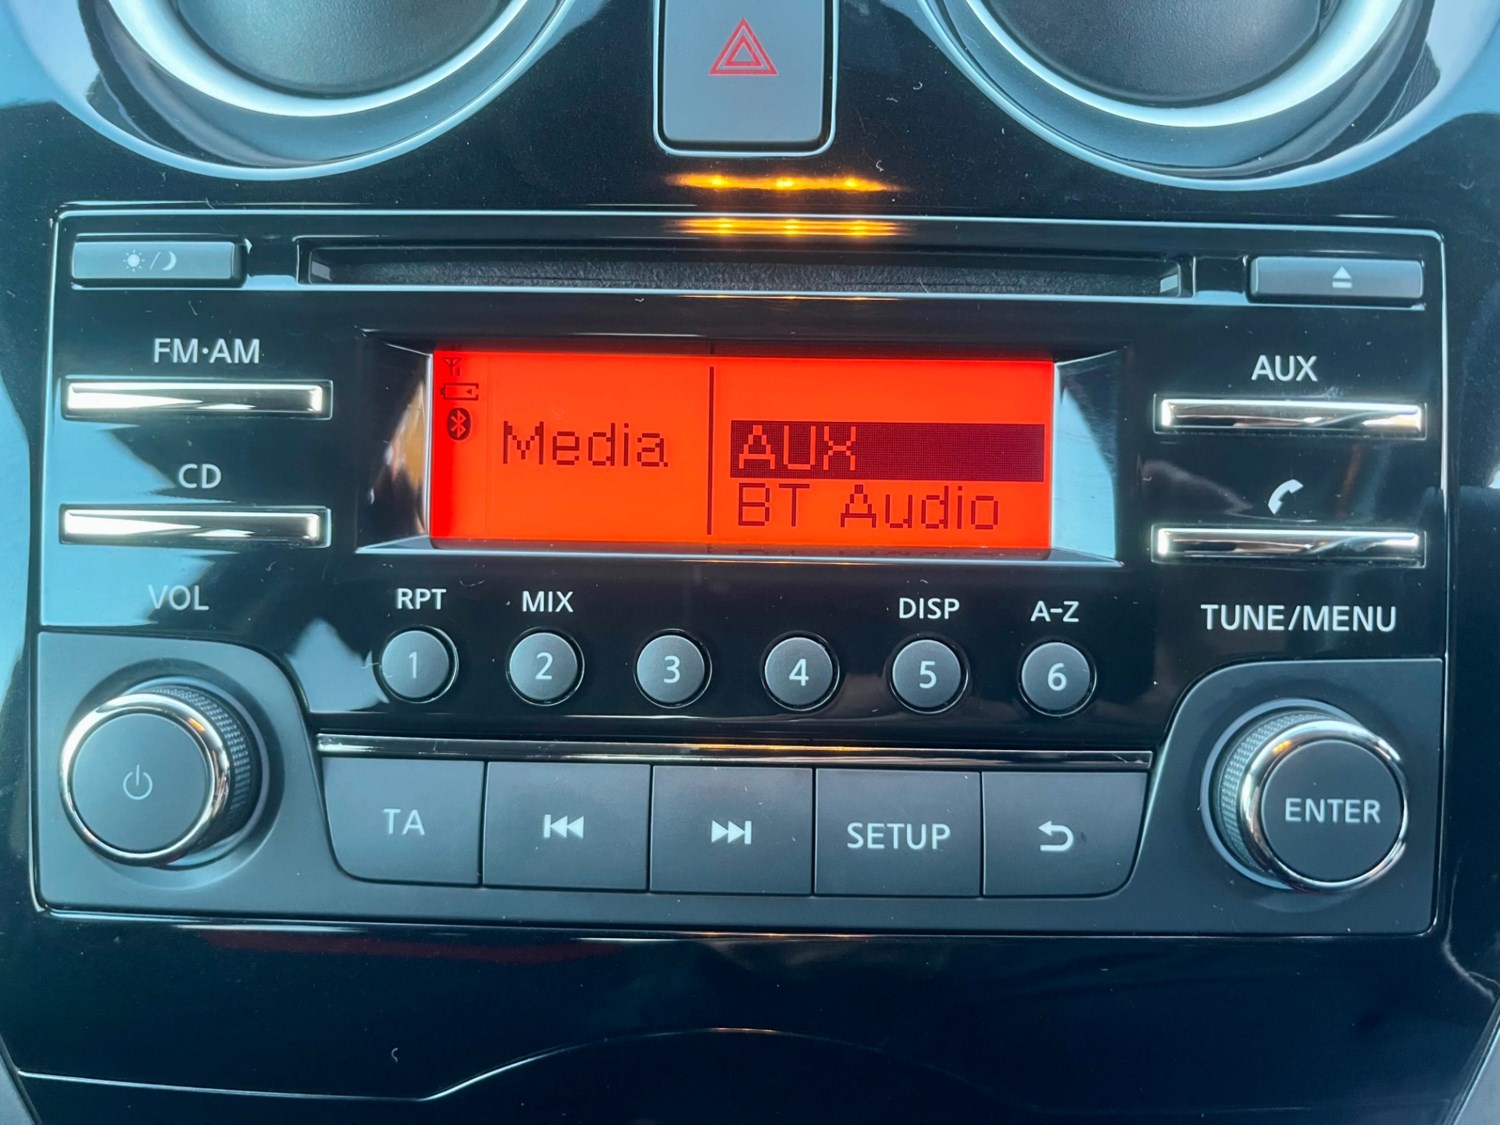 FM·AM
AUX
CD
Media
AUX
BT Audio
VOL
RPT
MIX
DISP
A-Z
TUNE/MENU
1
2
3
4
5
6
TA
SETUP
ENTER